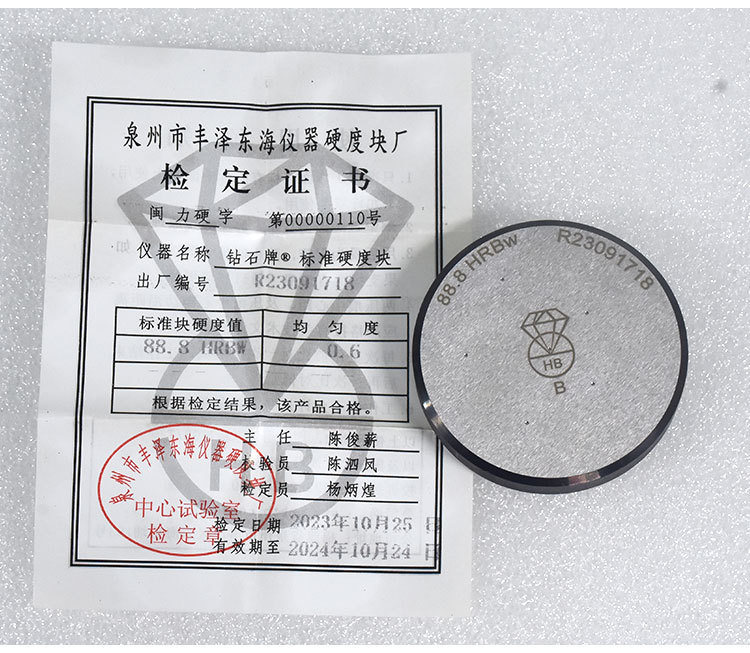 泉州市丰泽东海仪器硬度块厂
检定证书
闽力硬字 第00000110号
仪器名称 钻石牌® 标准硬度块
出厂编号 R23091718
标准块硬度值 均匀度
88.8 HRBW 0.6
根据检定结果，该产品合格。
主任 陈俊薪
校验员 陈泗凤
检定员 杨炳煌
检定日期 2023年10月25日
有效期至 2024年10月24日
泉州市丰泽东海仪器硬度块厂
中心试验室
检定章
HB
88.8 HRBw R23091718
HB
B